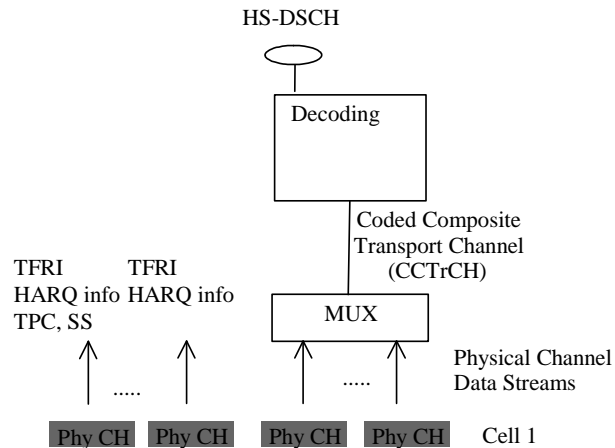 HS-DSCH
Decoding
Coded Composite
Transport Channel
(CCTrCH)
TFRI
HARQ info
TPC, SS
TFRI
HARQ info
MUX
Physical Channel
Data Streams
.....
.....
Phy CH
Phy CH
Phy CH
Phy CH
Cell 1